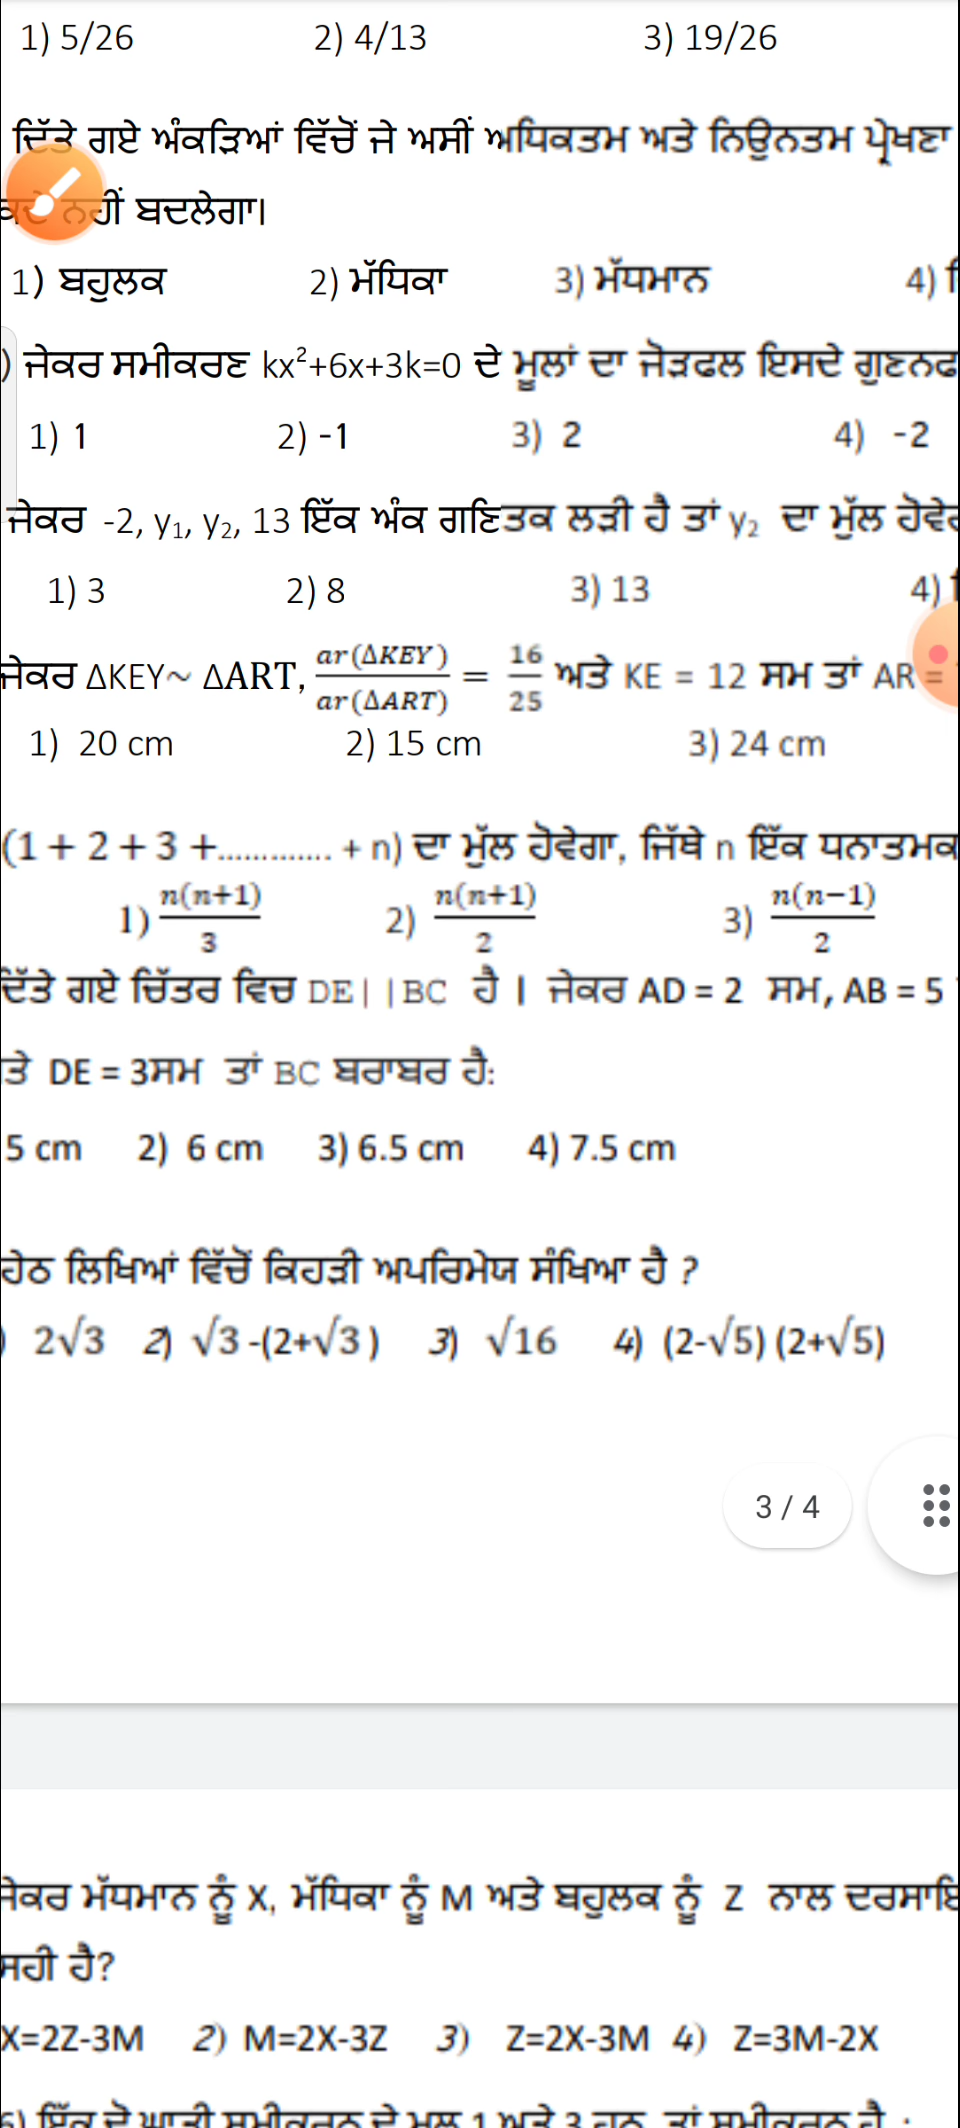 1) 5/26 2) 4/13 3) 19/26
ਦਿੱਤੇ ਗਏ ਅੰਕੜਿਆਂ ਵਿੱਚੋਂ ਜੇ ਅਸੀਂ ਅਧਿਕਤਮ ਅਤੇ ਨਿਊਨਤਮ ਪ੍ਰੇਖਣਾ
ਨਹੀਂ ਬਦਲੇਗਾ।
1) ਬਹੁਲਕ 2) ਮੱਧਿਕਾ 3) ਮੱਧਮਾਨ 4)
) ਜੇਕਰ ਸਮੀਕਰਣ kx²+6x+3k=0 ਦੇ ਮੂਲਾਂ ਦਾ ਜੋੜਫਲ ਇਸਦੇ ਗੁਣਨਫ
1) 1 2) -1 3) 2 4) -2
ਜੇਕਰ -2, y₁, y₂, 13 ਇੱਕ ਅੰਕ ਗਣਿਤਕ ਲੜੀ ਹੈ ਤਾਂ y₂ ਦਾ ਮੁੱਲ ਹੋਵੇਗ
1) 3 2) 8 3) 13 4)
ਜੇਕਰ ΔKEY~ ΔART, ar(ΔKEY)/ar(ΔART) = 16/25 ਅਤੇ KE = 12 ਸਮ ਤਾਂ AR =
1) 20 cm 2) 15 cm 3) 24 cm
(1 + 2 + 3 +............. + n) ਦਾ ਮੁੱਲ ਹੋਵੇਗਾ, ਜਿੱਥੇ n ਇੱਕ ਧਨਾਤਮਕ
1) n(n+1)/3 2) n(n+1)/2 3) n(n−1)/2
ਦਿੱਤੇ ਗਏ ਚਿੱਤਰ ਵਿਚ DE||BC ਹੈ | ਜੇਕਰ AD = 2 ਸਮ, AB = 5
ਤੇ DE = 3ਸਮ ਤਾਂ BC ਬਰਾਬਰ ਹੈ:
5 cm 2) 6 cm 3) 6.5 cm 4) 7.5 cm
ਹੇਠ ਲਿਖਿਆਂ ਵਿੱਚੋਂ ਕਿਹੜੀ ਅਪਰਿਮੇਯ ਸੰਖਿਆ ਹੈ ?
) 2√3 2) √3 -(2+√3 ) 3) √16 4) (2-√5) (2+√5)
3 / 4
ਜੇਕਰ ਮੱਧਮਾਨ ਨੂੰ X, ਮੱਧਿਕਾ ਨੂੰ M ਅਤੇ ਬਹੁਲਕ ਨੂੰ Z ਨਾਲ ਦਰਸਾਇ
ਸਹੀ ਹੈ?
X=2Z-3M 2) M=2X-3Z 3) Z=2X-3M 4) Z=3M-2X